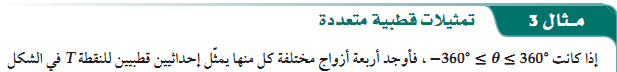 مـثـال 3 تمثيلات قطبية متعددة
إذا كانت −360° ≤ θ ≤ 360° ، فأوجد أربعة أزواج مختلفة كل منها يمثّل إحداثيين قطبيين للنقطة T في الشكل